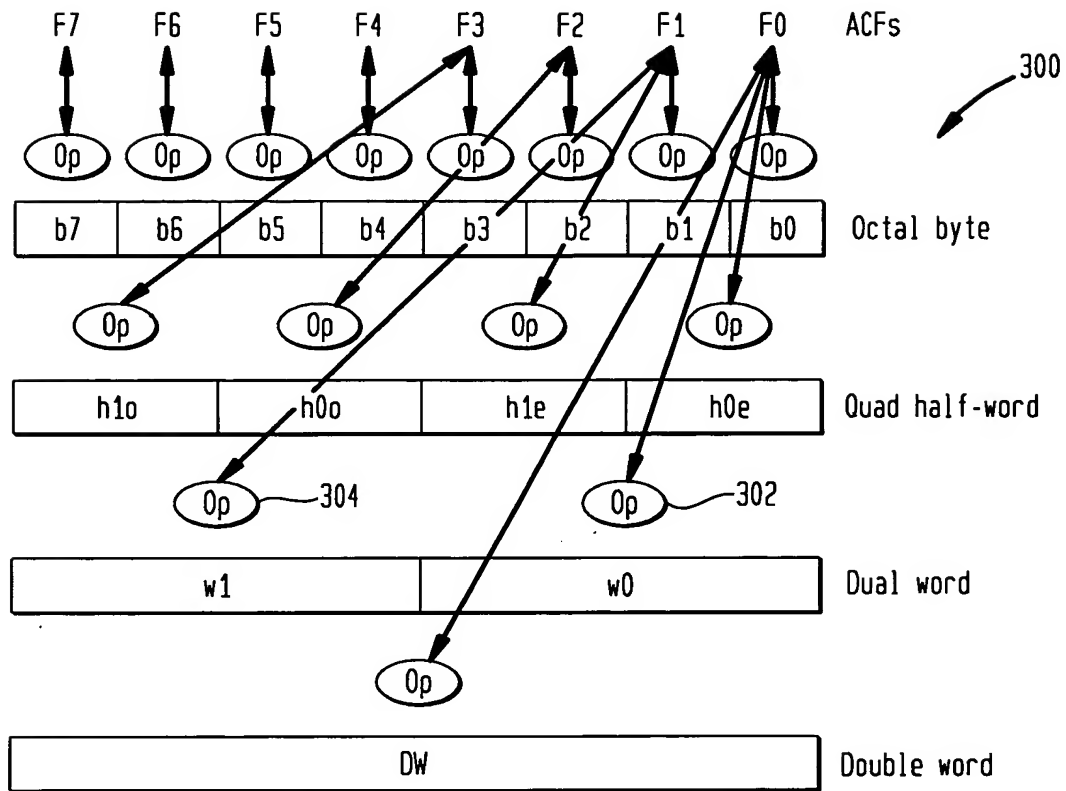 F7 F6 F5 F4 F3 F2 F1 F0 ACFs
300
Op Op Op Op Op Op Op Op
b7 b6 b5 b4 b3 b2 b1 b0 Octal byte
Op Op Op Op
h1o h0o h1e h0e Quad half-word
Op 304 Op 302
w1 w0 Dual word
Op
DW Double word